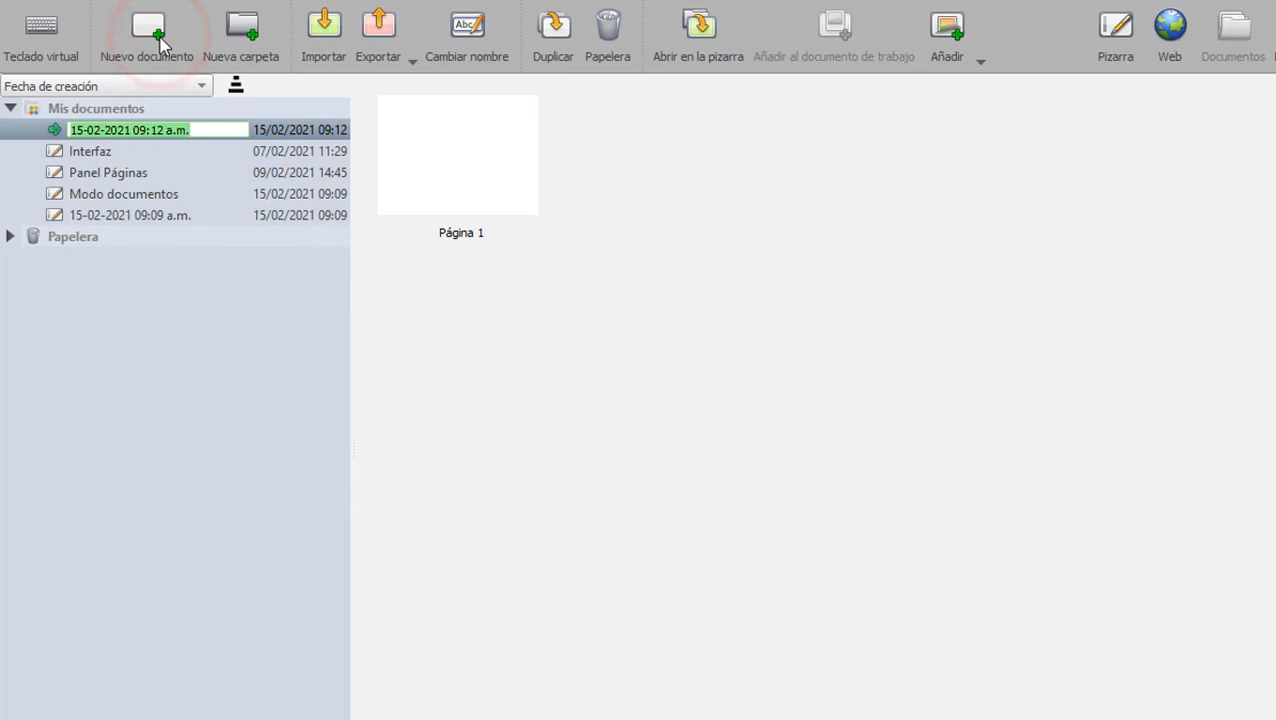 Teclado virtual
Nuevo documento
Nueva carpeta
Importar
Exportar
Abc
Cambiar nombre
Duplicar
Papelera
Abrir en la pizarra
Añadir al documento de trabajo
Añadir
Pizarra
Web
Documentos
Fecha de creación
Mis documentos
15-02-2021 09:12 a.m. 15/02/2021 09:12
Interfaz 07/02/2021 11:29
Panel Páginas 09/02/2021 14:45
Modo documentos 15/02/2021 09:09
15-02-2021 09:09 a.m. 15/02/2021 09:09
Papelera
Página 1